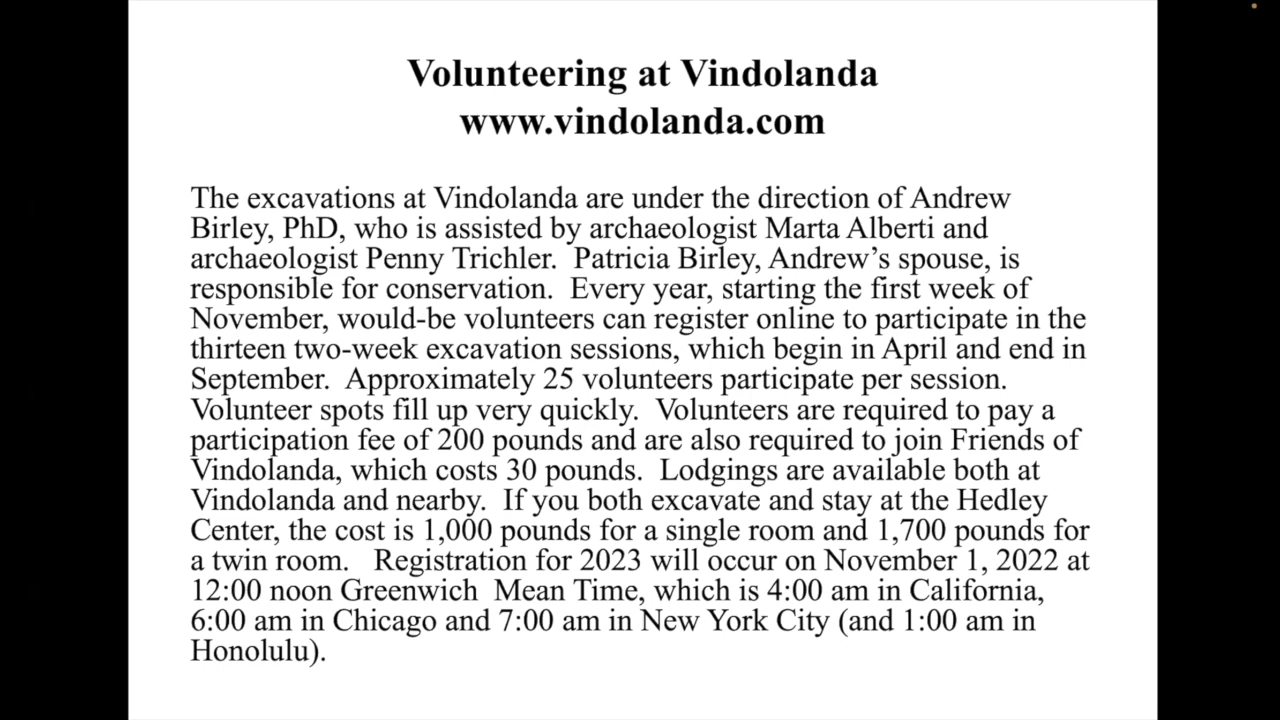 Volunteering at Vindolanda
www.vindolanda.com
The excavations at Vindolanda are under the direction of Andrew
Birley, PhD, who is assisted by archaeologist Marta Alberti and
archaeologist Penny Trichler.  Patricia Birley, Andrew’s spouse, is
responsible for conservation.  Every year, starting the first week of
November, would-be volunteers can register online to participate in the
thirteen two-week excavation sessions, which begin in April and end in
September.  Approximately 25 volunteers participate per session.
Volunteer spots fill up very quickly.  Volunteers are required to pay a
participation fee of 200 pounds and are also required to join Friends of
Vindolanda, which costs 30 pounds.  Lodgings are available both at
Vindolanda and nearby.  If you both excavate and stay at the Hedley
Center, the cost is 1,000 pounds for a single room and 1,700 pounds for
a twin room.   Registration for 2023 will occur on November 1, 2022 at
12:00 noon Greenwich  Mean Time, which is 4:00 am in California,
6:00 am in Chicago and 7:00 am in New York City (and 1:00 am in
Honolulu).